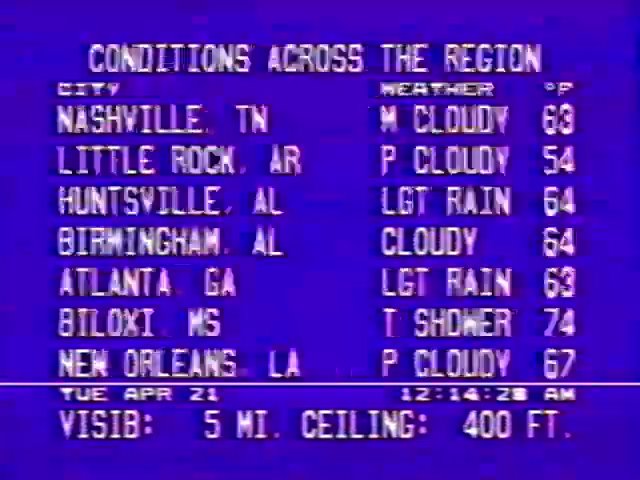 CONDITIONS ACROSS THE REGION
CITY WEATHER °F
NASHVILLE, TN M CLOUDY 63
LITTLE ROCK, AR P CLOUDY 54
HUNTSVILLE, AL LGT RAIN 64
BIRMINGHAM, AL CLOUDY 64
ATLANTA, GA LGT RAIN 63
BILOXI, MS T SHOWER 74
NEW ORLEANS, LA P CLOUDY 67
TUE APR 21 12:14:28 AM
VISIB: 5 MI. CEILING: 400 FT.